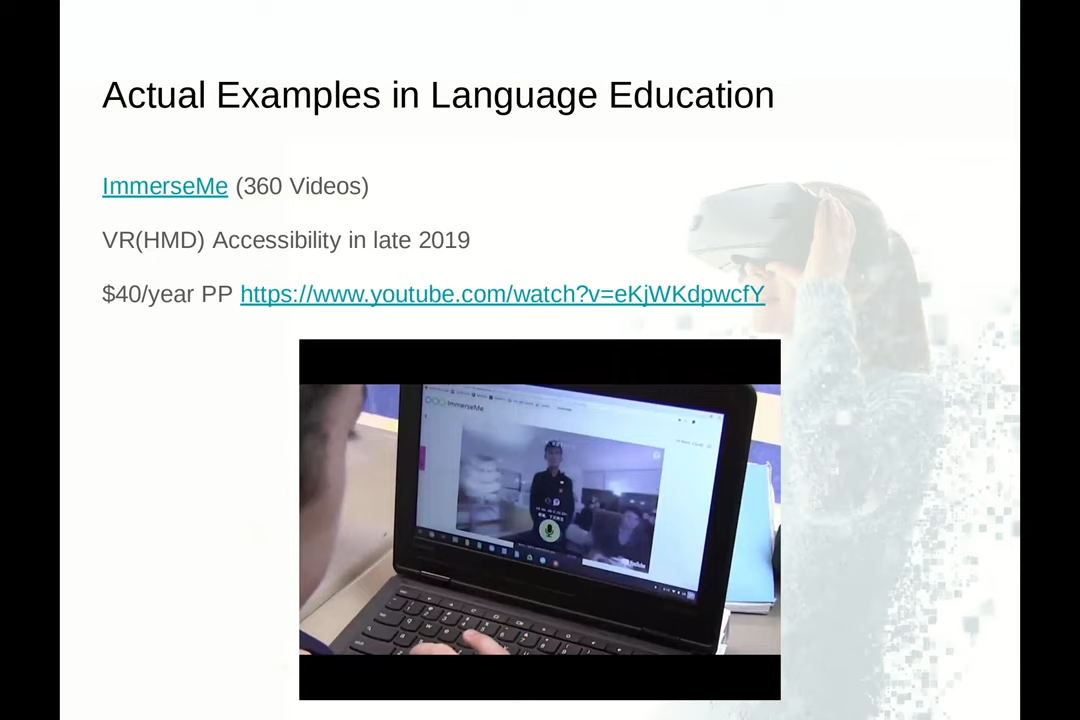 Actual Examples in Language Education
ImmerseMe (360 Videos)
VR(HMD) Accessibility in late 2019
$40/year PP https://www.youtube.com/watch?v=eKjWKdpwcfY
ImmerseMe